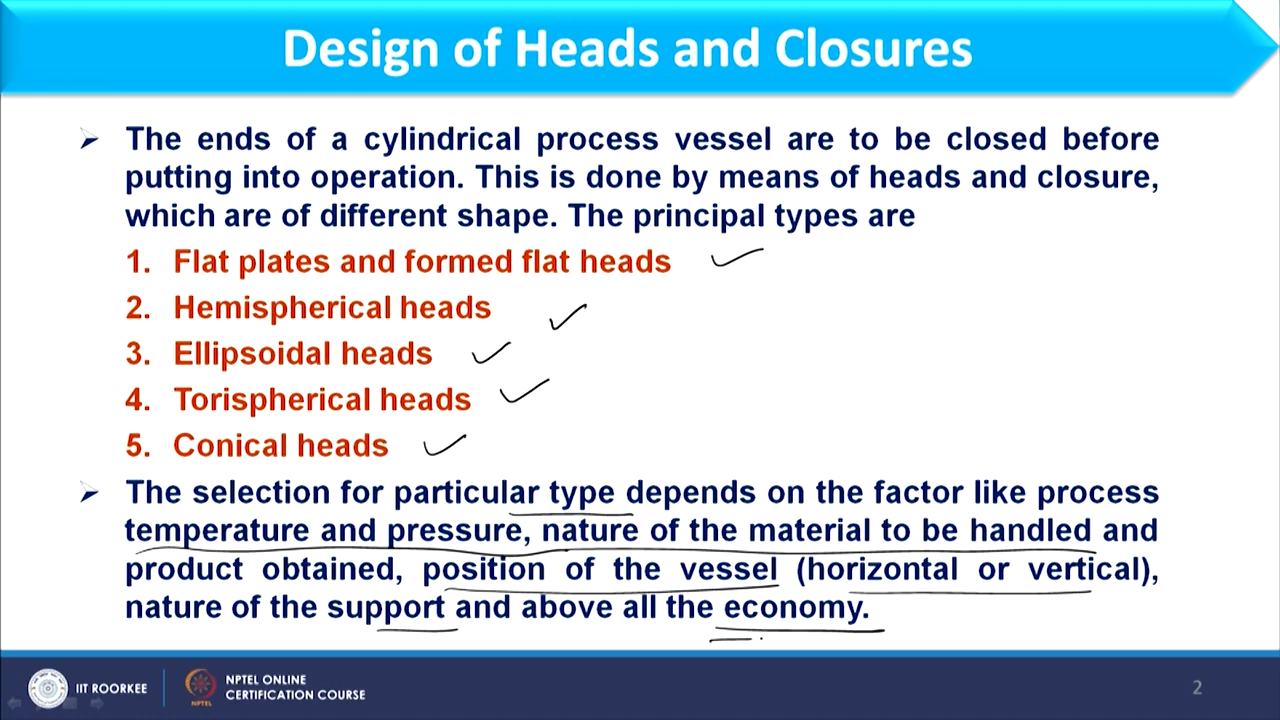 Design of Heads and Closures
The ends of a cylindrical process vessel are to be closed before
putting into operation. This is done by means of heads and closure,
which are of different shape. The principal types are
1. Flat plates and formed flat heads
2. Hemispherical heads
3. Ellipsoidal heads
4. Torispherical heads
5. Conical heads
The selection for particular type depends on the factor like process
temperature and pressure, nature of the material to be handled and
product obtained, position of the vessel (horizontal or vertical),
nature of the support and above all the economy.
IIT ROORKEE
NPTEL
NPTEL ONLINE
CERTIFICATION COURSE
2